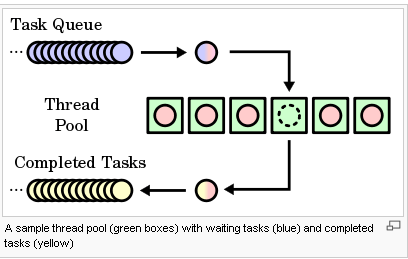 Task Queue
...
Thread
Pool
Completed Tasks
...
A sample thread pool (green boxes) with waiting tasks (blue) and completed
tasks (yellow)